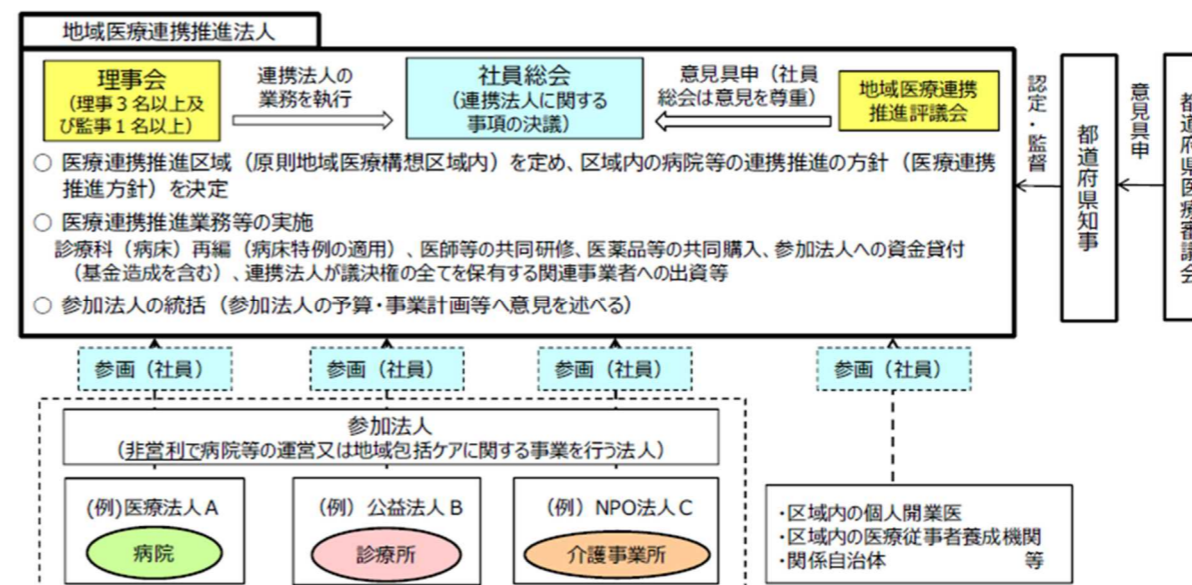 地域医療連携推進法人
理事会
（理事３名以上及
び監事１名以上）
連携法人の
業務を執行
社員総会
（連携法人に関する
事項の決議）
意見具申（社員
総会は意見を尊重）
地域医療連携
推進評議会
認定・監督
都道府県知事
意見具申
都道府県医療審議会
○ 医療連携推進区域（原則地域医療構想区域内）を定め、区域内の病院等の連携推進の方針（医療連携
推進方針）を決定
○ 医療連携推進業務等の実施
診療科（病床）再編（病床特例の適用）、医師等の共同研修、医薬品等の共同購入、参加法人への資金貸付
（基金造成を含む）、連携法人が議決権の全てを保有する関連事業者への出資等
○ 参加法人の統括（参加法人の予算・事業計画等へ意見を述べる）
参画（社員）
参画（社員）
参画（社員）
参画（社員）
参加法人
（非営利で病院等の運営又は地域包括ケアに関する事業を行う法人）
(例)医療法人Ａ
病院
（例）公益法人Ｂ
診療所
（例）NPO法人Ｃ
介護事業所
・区域内の個人開業医
・区域内の医療従事者養成機関
・関係自治体　　　　　　等